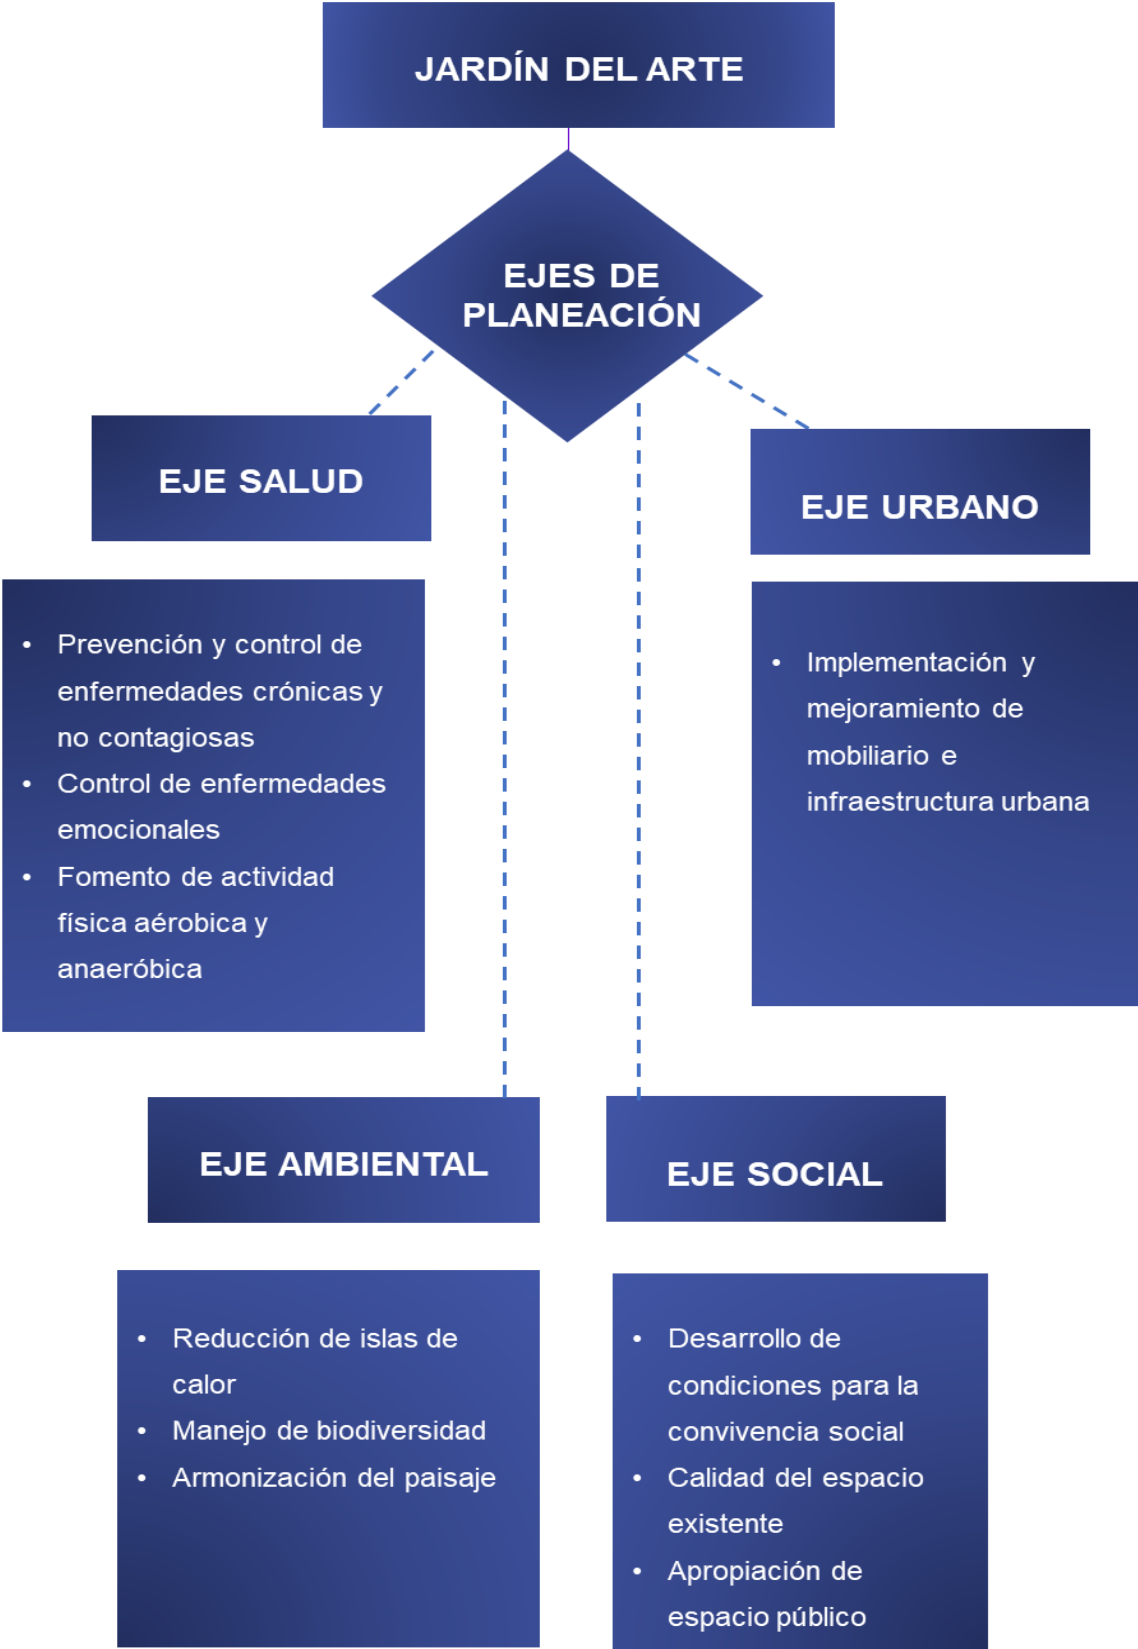 JARDÍN DEL ARTE
EJES DE
PLANEACIÓN
EJE SALUD
EJE URBANO
• Prevención y control de
enfermedades crónicas y
no contagiosas
• Control de enfermedades
emocionales
• Fomento de actividad
física aérobica y
anaeróbica
• Implementación y
mejoramiento de
mobiliario e
infraestructura urbana
EJE AMBIENTAL
EJE SOCIAL
• Reducción de islas de
calor
• Manejo de biodiversidad
• Armonización del paisaje
• Desarrollo de
condiciones para la
convivencia social
• Calidad del espacio
existente
• Apropiación de
espacio público